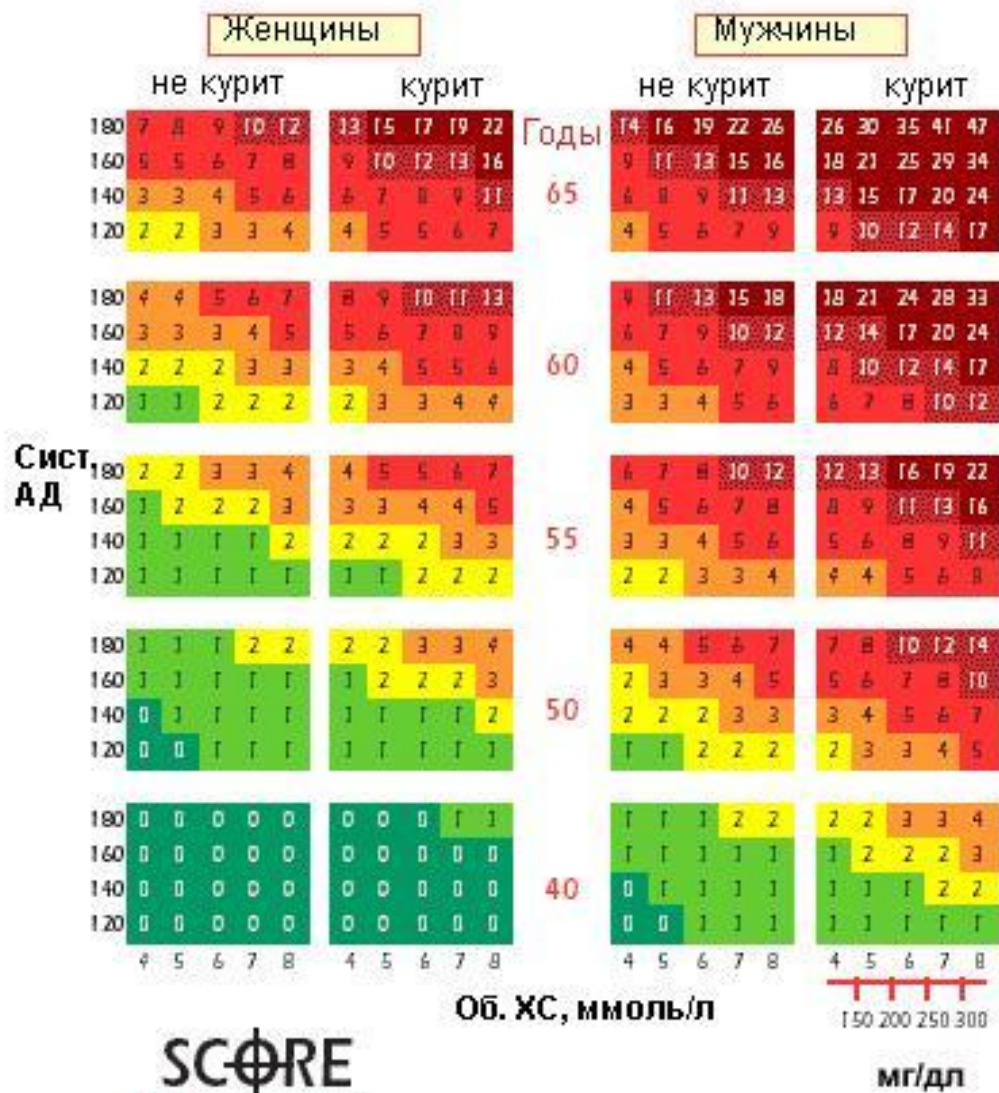 Женщины Мужчины
не курит курит не курит курит
180 7 8 9 10 12 13 15 17 19 22 Годы 14 16 19 22 26 26 30 35 41 47
160 5 5 6 7 8 9 10 12 13 16 9 11 13 15 16 18 21 25 29 34
140 3 3 4 5 6 6 7 8 9 11 65 6 8 9 11 13 13 15 17 20 24
120 2 2 3 3 4 4 5 5 6 7 4 5 6 7 9 9 10 12 14 17
180 4 4 5 6 7 8 9 10 11 13 9 11 13 15 18 18 21 24 28 33
160 3 3 3 4 5 5 6 7 8 9 6 7 9 10 12 12 14 17 20 24
140 2 2 2 3 3 3 4 5 5 6 60 4 5 6 7 9 8 10 12 14 17
120 1 1 2 2 2 2 3 3 4 4 3 3 4 5 6 6 7 8 10 12
Сист. АД
180 2 2 3 3 4 4 5 5 6 7 6 7 8 10 12 12 13 16 19 22
160 1 2 2 2 3 3 3 4 4 5 4 5 6 7 8 8 9 11 13 16
140 1 1 1 1 2 2 2 2 3 3 55 3 3 4 5 6 5 6 8 9 11
120 1 1 1 1 1 1 1 2 2 2 2 2 3 3 4 4 4 5 6 8
180 1 1 1 2 2 2 2 3 3 4 4 4 5 6 7 7 8 10 12 14
160 1 1 1 1 1 1 2 2 2 3 2 3 3 4 5 5 6 7 8 10
140 0 1 1 1 1 1 1 1 1 2 50 2 2 2 3 3 3 4 5 6 7
120 0 0 1 1 1 1 1 1 1 1 1 1 2 2 2 2 3 3 4 5
180 0 0 0 0 0 0 0 0 1 1 1 1 1 2 2 2 2 3 3 4
160 0 0 0 0 0 0 0 0 0 0 1 1 1 1 1 1 2 2 2 3
140 0 0 0 0 0 0 0 0 0 0 40 0 1 1 1 1 1 1 1 2 2
120 0 0 0 0 0 0 0 0 0 0 0 0 1 1 1 1 1 1 1 1
4 5 6 7 8 4 5 6 7 8 4 5 6 7 8 4 5 6 7 8
Об. ХС, ммоль/л
150 200 250 300
SCORE
мг/дл